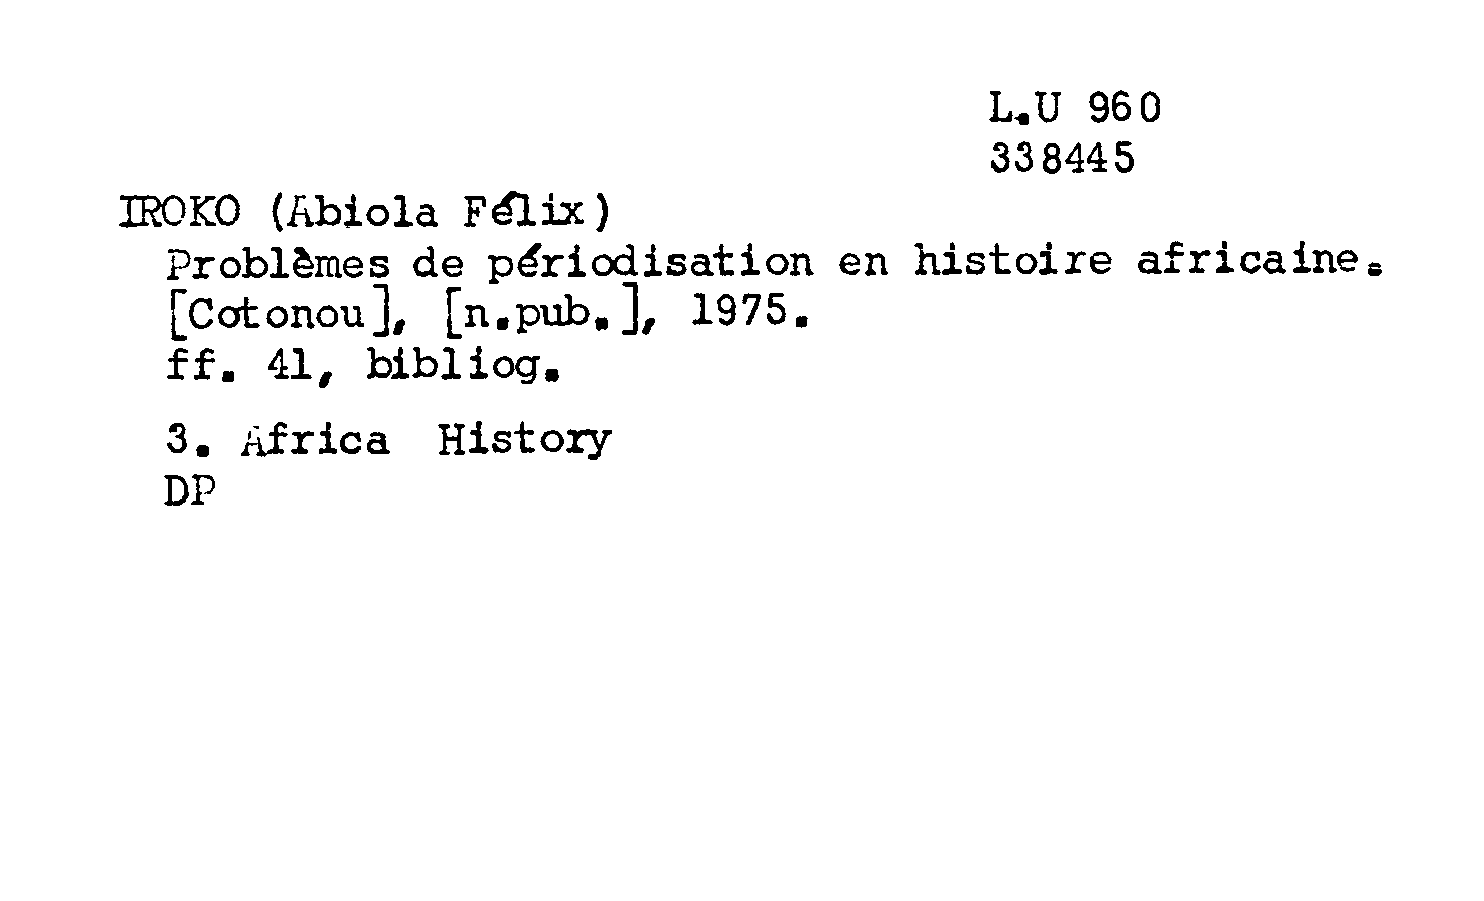 L.U 960
338445
IROKO (Abiola Félix)
Problèmes de périodisation en histoire africaine.
[Cotonou], [n.pub.], 1975.
ff. 41, bibliog.
3. Africa History
DP